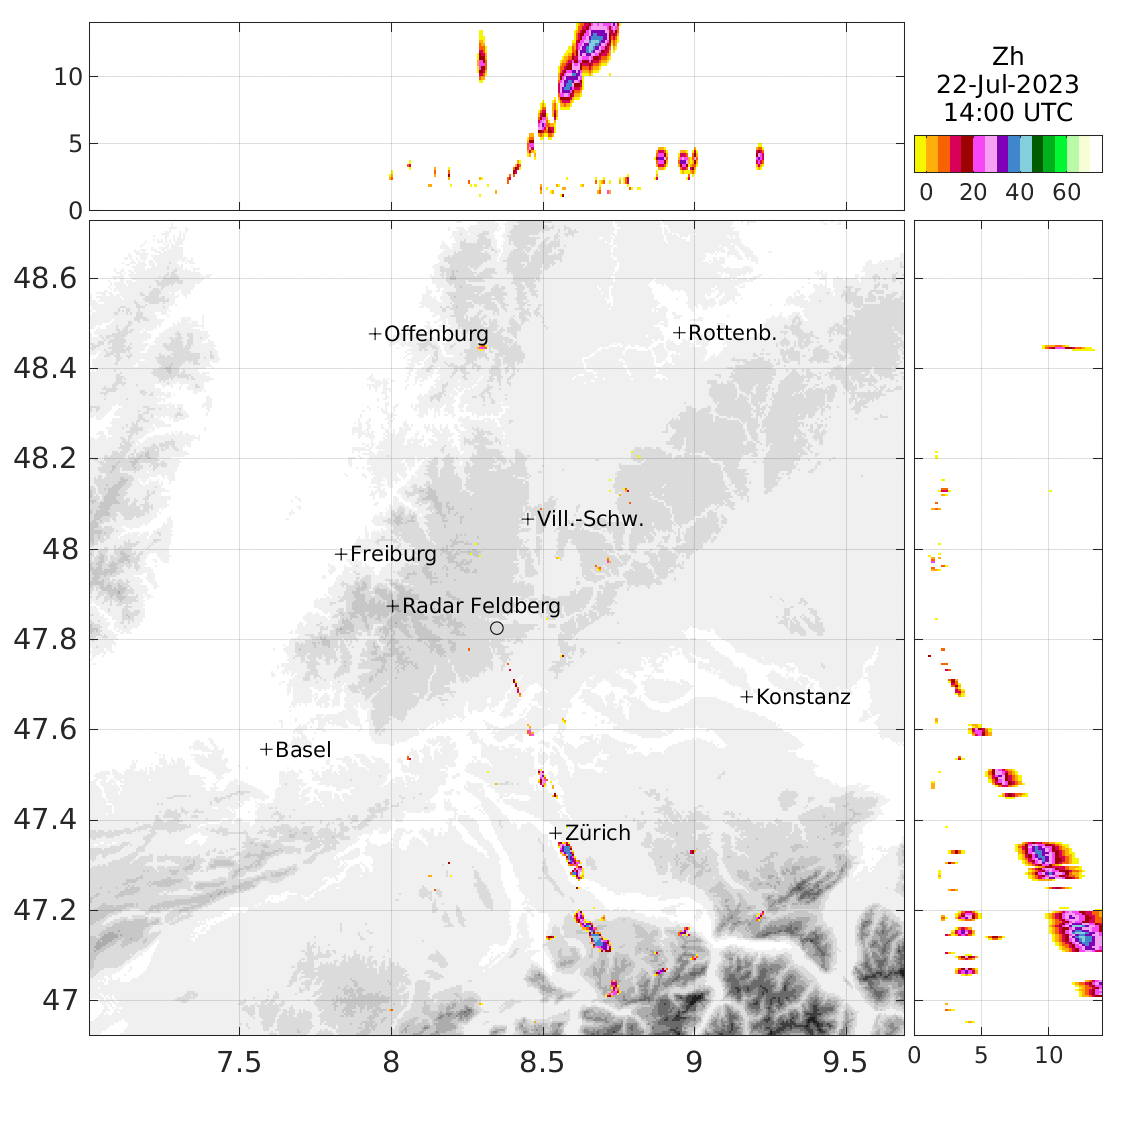 Zh
22-Jul-2023
14:00 UTC
10
5
0
0 20 40 60
48.6
48.4
48.2
48
47.8
47.6
47.4
47.2
47
Offenburg
Rottenb.
Vill.-Schw.
Freiburg
Radar Feldberg
Konstanz
Basel
Zürich
7.5 8 8.5 9 9.5
0 5 10